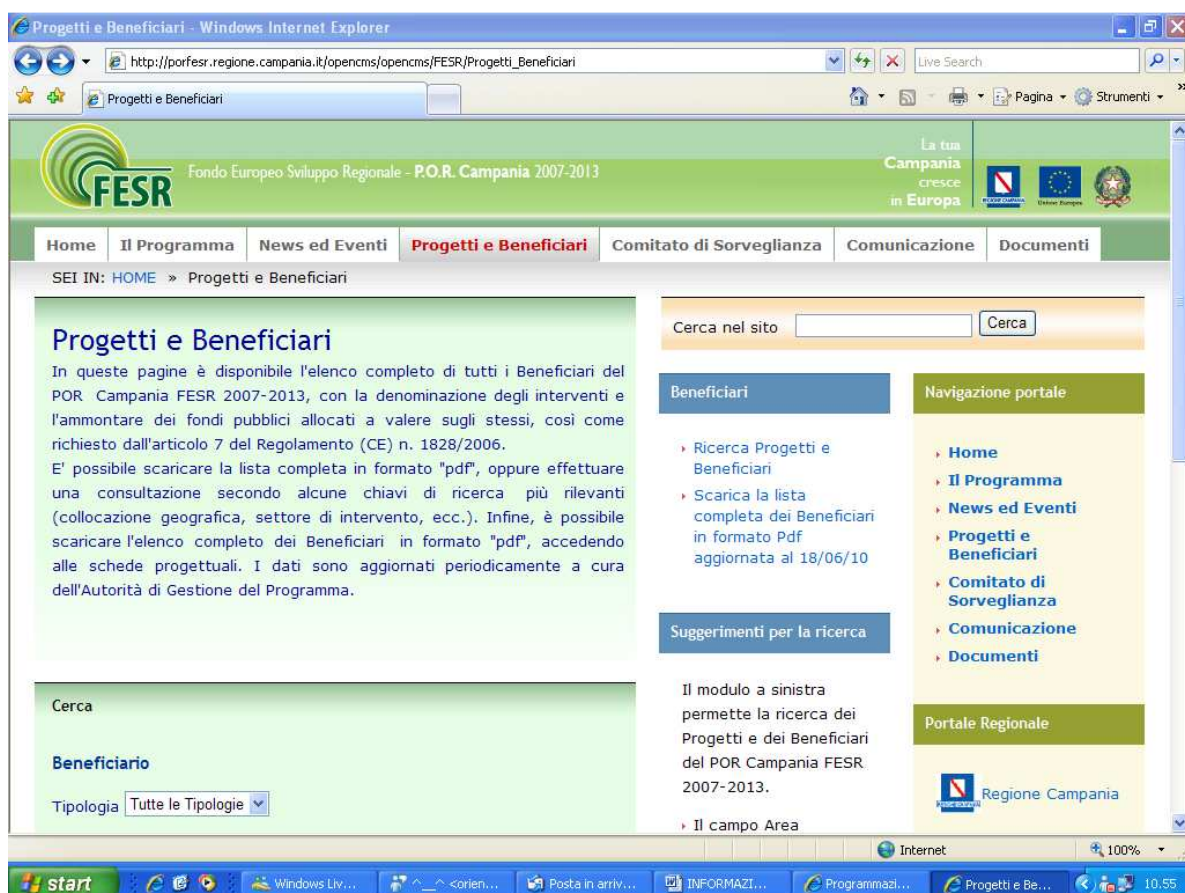 Progetti e Beneficiari - Windows Internet Explorer
http://porfesr.regione.campania.it/opencms/opencms/FESR/Progetti_Beneficiari
Live Search
Progetti e Beneficiari
Pagina
Strumenti
FESR
Fondo Europeo Sviluppo Regionale - P.O.R. Campania 2007-2013
La tua
Campania
cresce
in Europa
REGIONE CAMPANIA
Unione Europea
Home
Il Programma
News ed Eventi
Progetti e Beneficiari
Comitato di Sorveglianza
Comunicazione
Documenti
SEI IN: HOME » Progetti e Beneficiari
Progetti e Beneficiari
In queste pagine è disponibile l'elenco completo di tutti i Beneficiari del
POR Campania FESR 2007-2013, con la denominazione degli interventi e
l'ammontare dei fondi pubblici allocati a valere sugli stessi, così come
richiesto dall'articolo 7 del Regolamento (CE) n. 1828/2006.
E' possibile scaricare la lista completa in formato "pdf", oppure effettuare
una consultazione secondo alcune chiavi di ricerca più rilevanti
(collocazione geografica, settore di intervento, ecc.). Infine, è possibile
scaricare l'elenco completo dei Beneficiari in formato "pdf", accedendo
alle schede progettuali. I dati sono aggiornati periodicamente a cura
dell'Autorità di Gestione del Programma.
Cerca
Beneficiario
Tipologia Tutte le Tipologie
Cerca nel sito
Cerca
Beneficiari
Ricerca Progetti e
Beneficiari
Scarica la lista
completa dei Beneficiari
in formato Pdf
aggiornata al 18/06/10
Suggerimenti per la ricerca
Il modulo a sinistra
permette la ricerca dei
Progetti e dei Beneficiari
del POR Campania FESR
2007-2013.
Il campo Area
Navigazione portale
Home
Il Programma
News ed Eventi
Progetti e
Beneficiari
Comitato di
Sorveglianza
Comunicazione
Documenti
Portale Regionale
Regione Campania
Internet
100%
start
Windows Liv...
^__^ <orien...
Posta in arriv...
INFORMAZI...
Programmazi...
Progetti e Be...
10.55